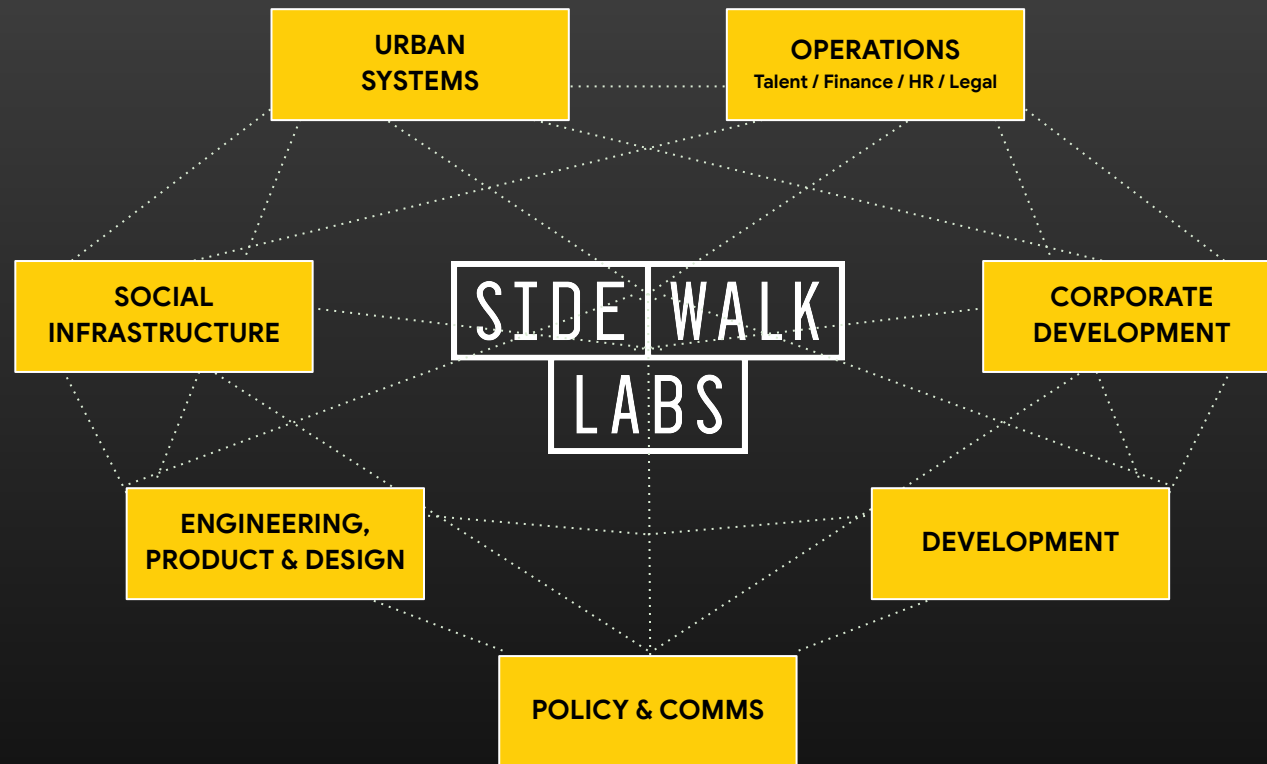 URBAN
SYSTEMS
OPERATIONS
Talent / Finance / HR / Legal
SOCIAL
INFRASTRUCTURE
SIDE WALK
LABS
CORPORATE
DEVELOPMENT
ENGINEERING,
PRODUCT & DESIGN
DEVELOPMENT
POLICY & COMMS